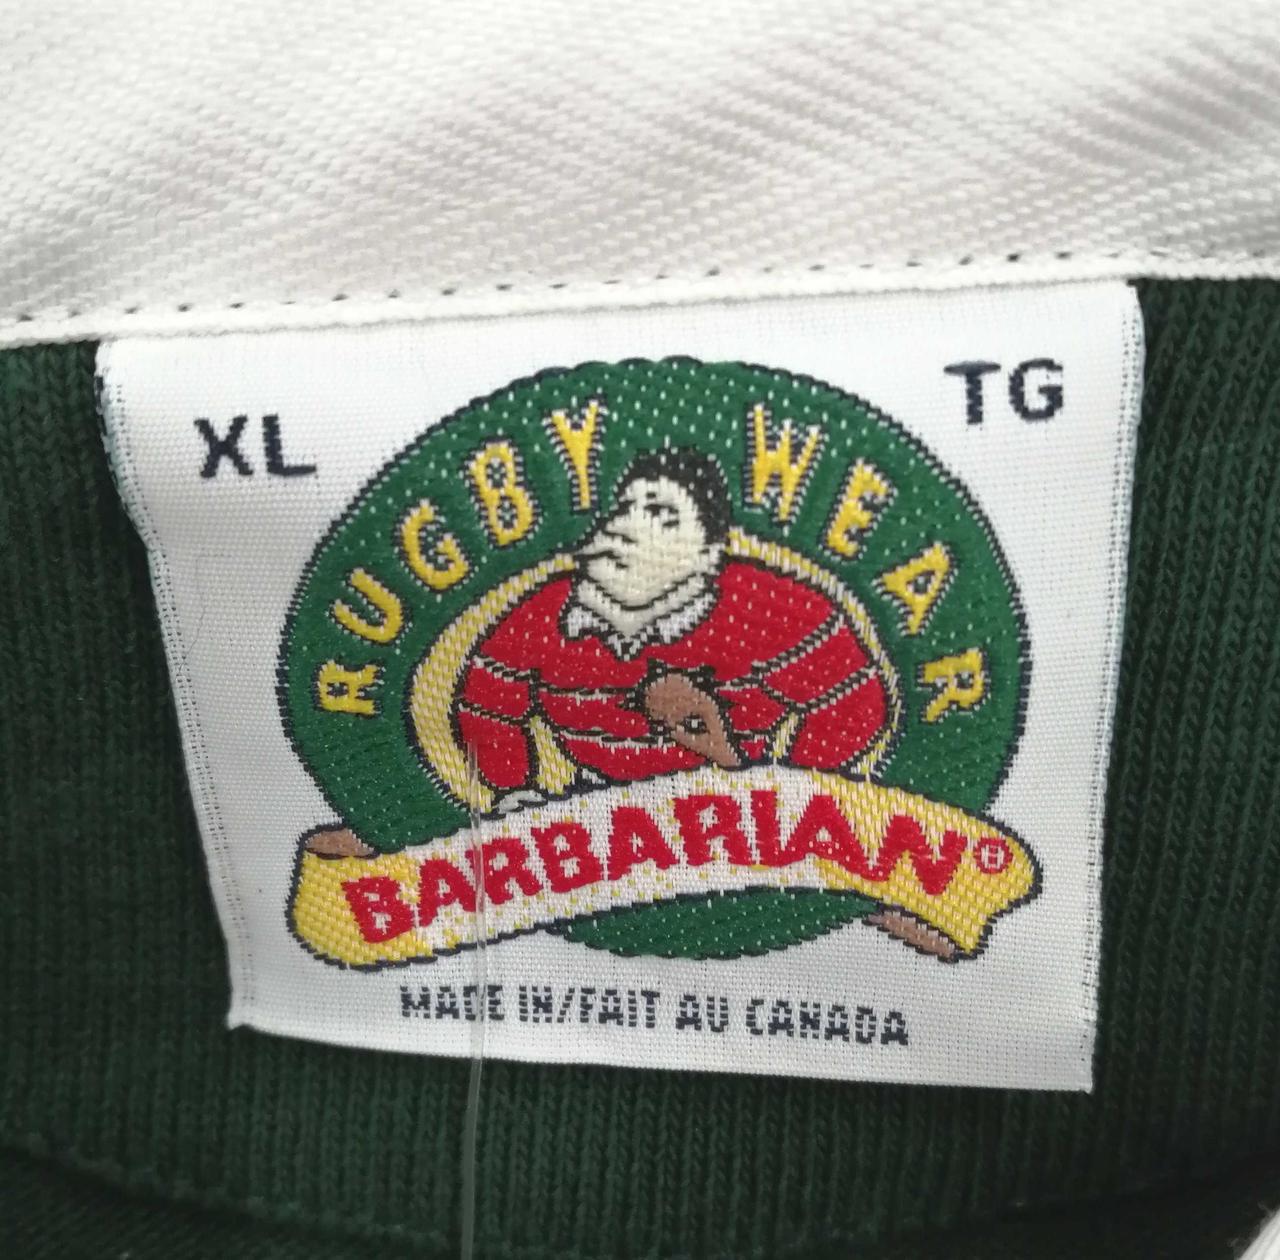 XL
TG
RUGBY WEAR
BARBARIAN®
MADE IN/FAIT AU CANADA